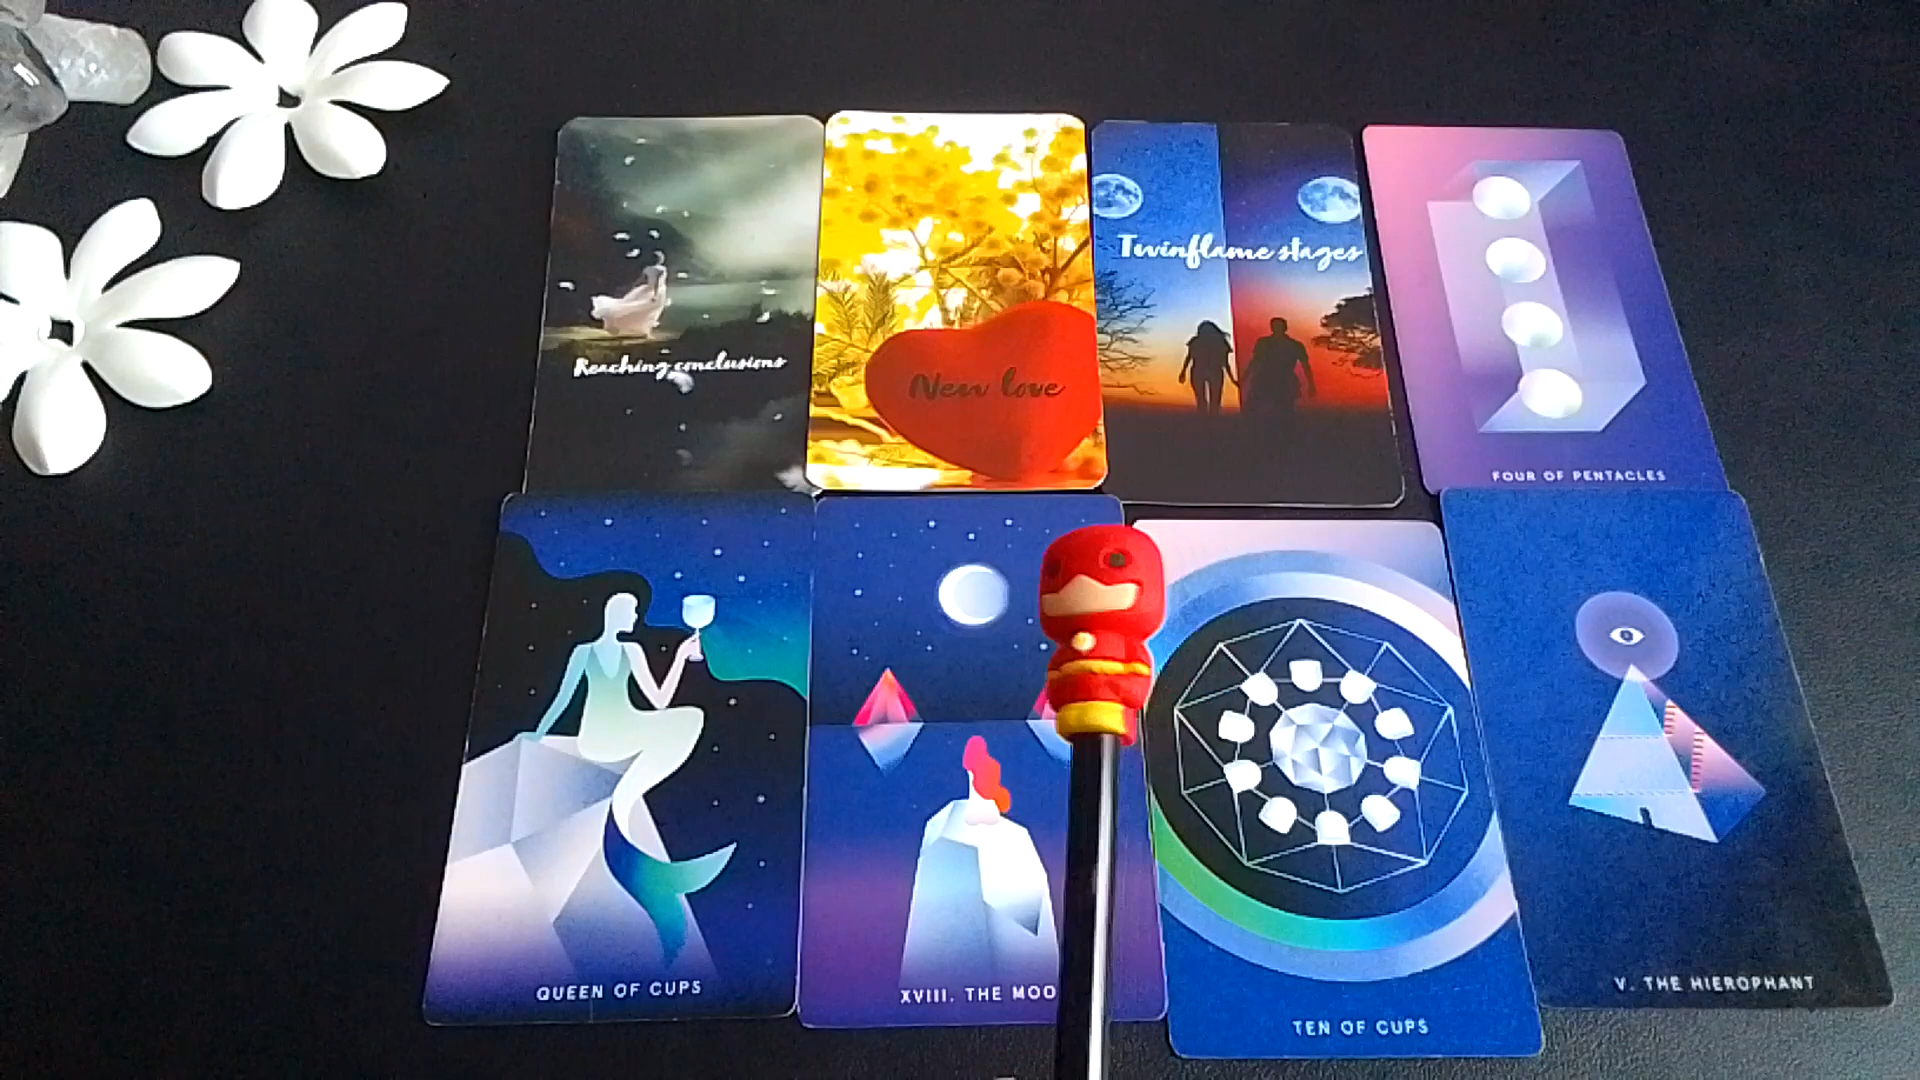 Reaching conclusions
New love
Twinflame stages
FOUR OF PENTACLES
QUEEN OF CUPS
XVIII. THE MOO
TEN OF CUPS
V. THE HIEROPHANT